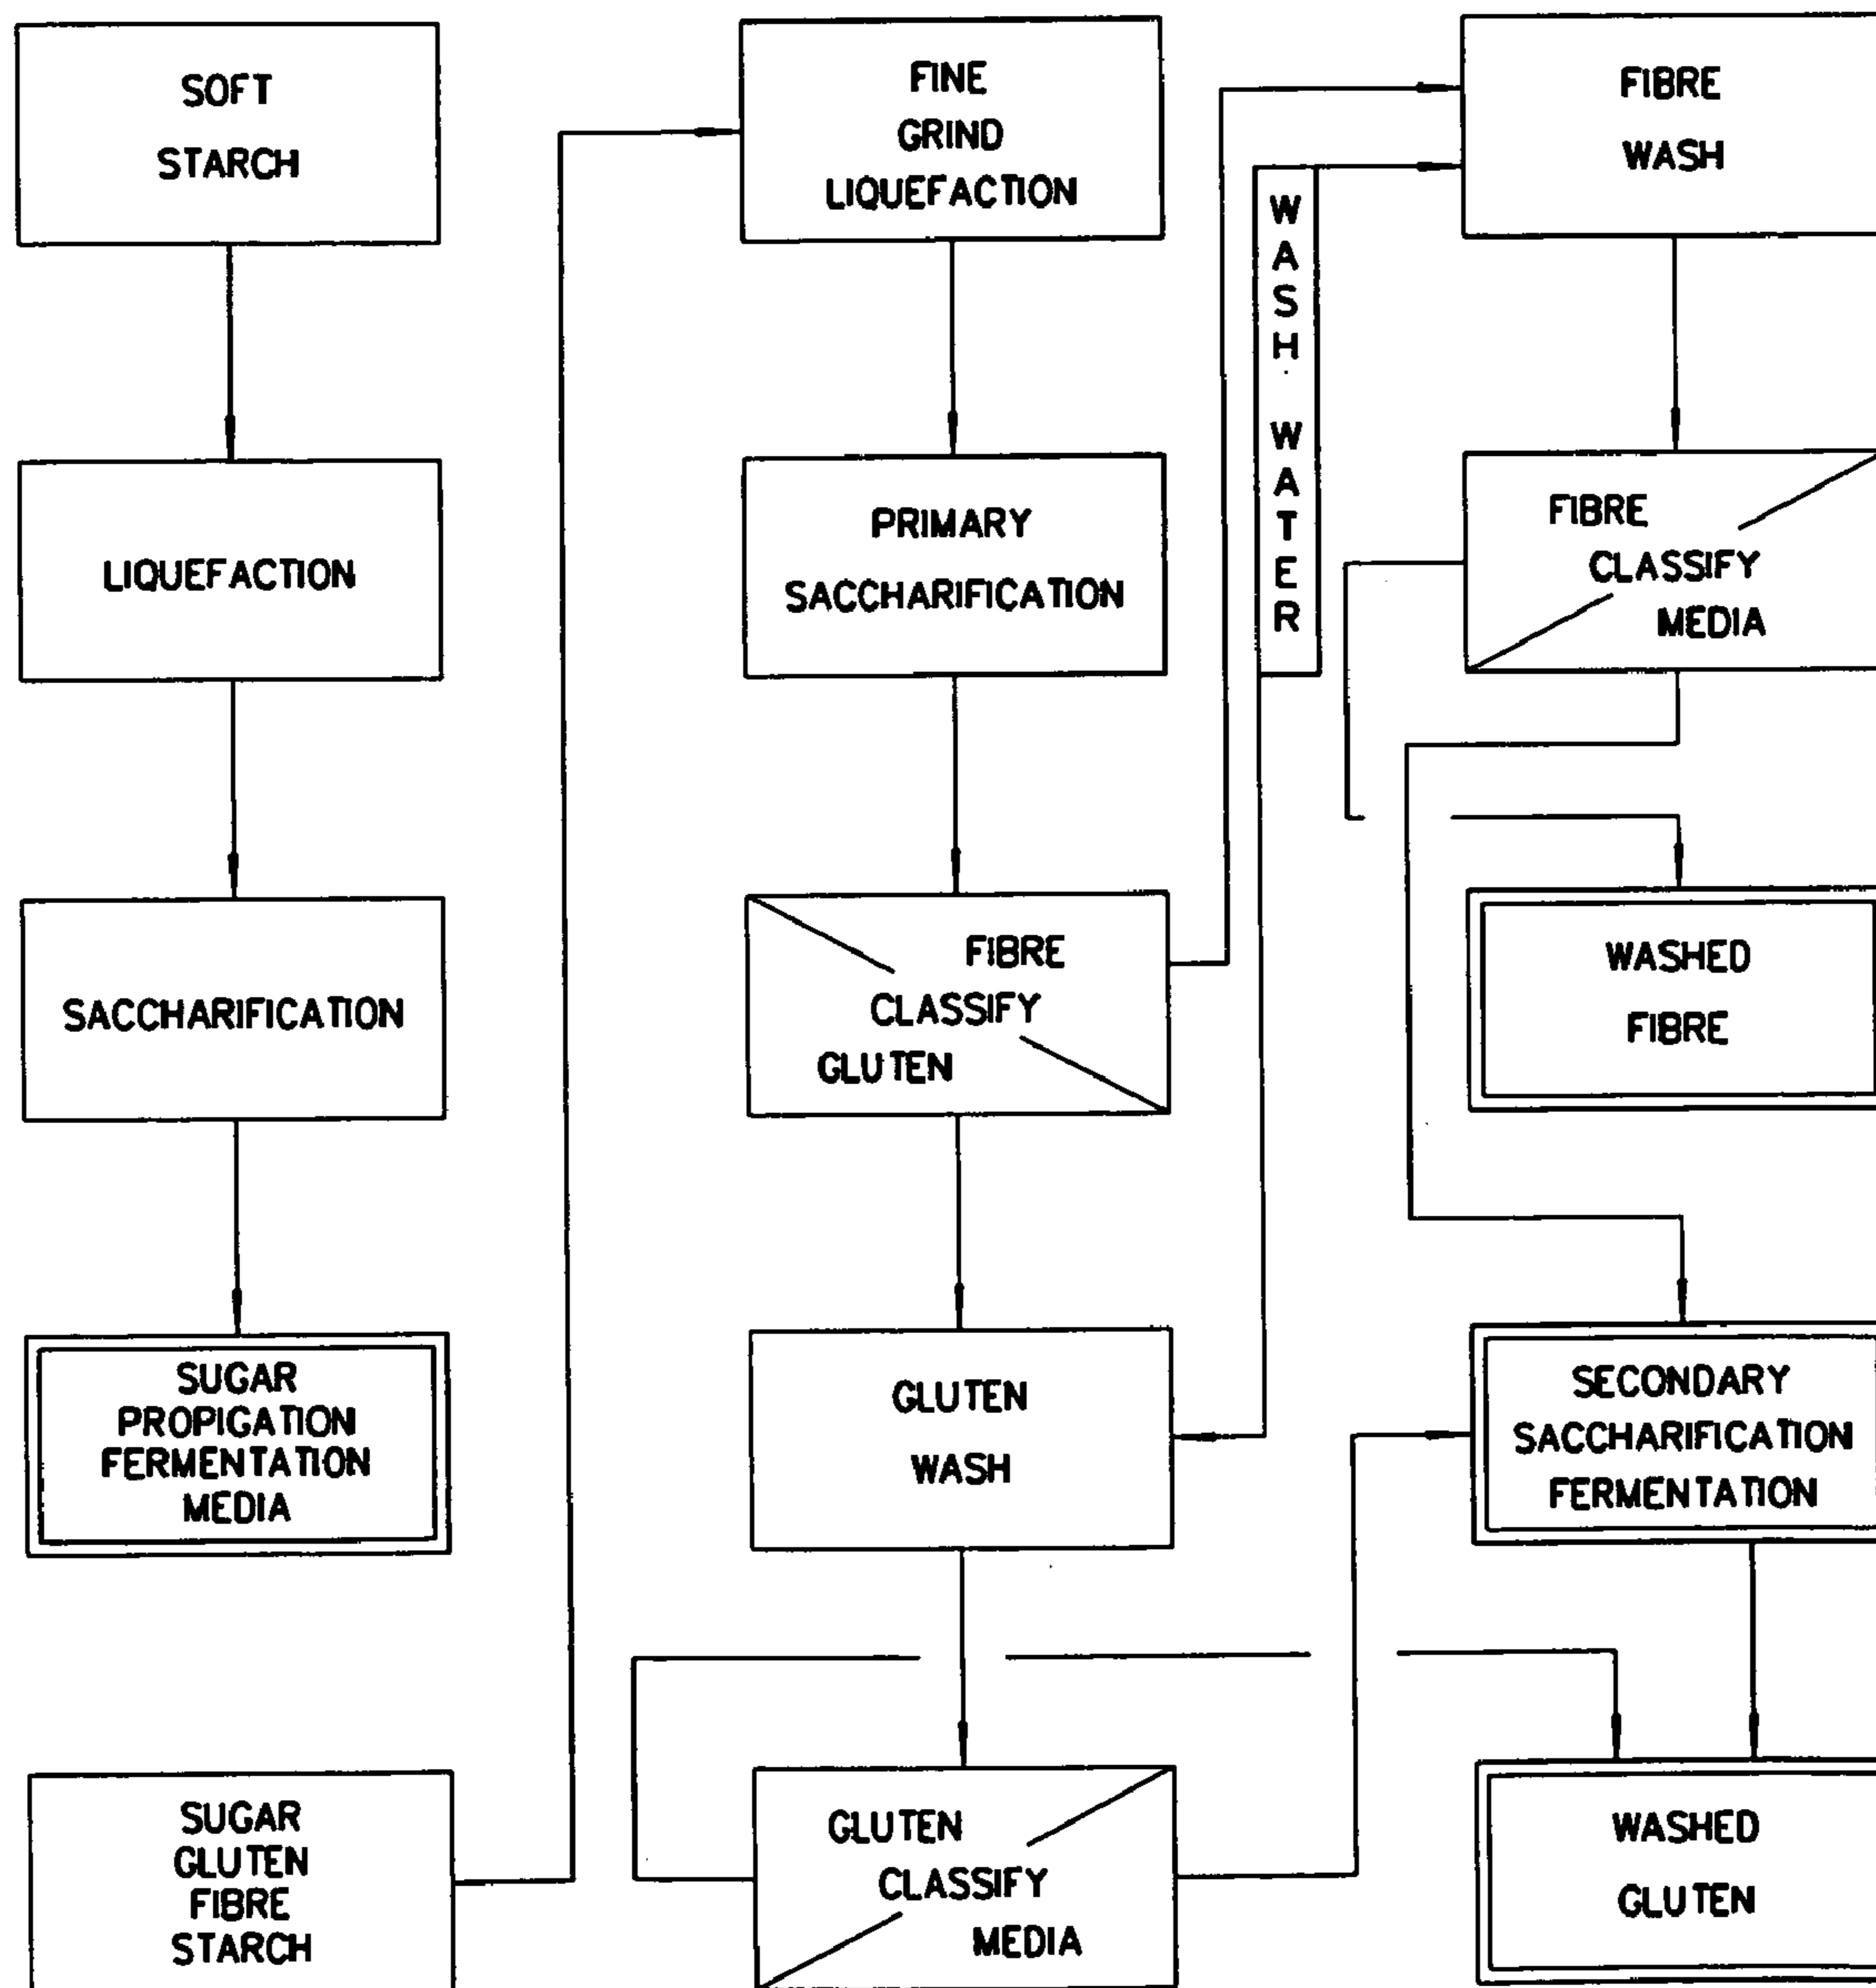 SOFT
STARCH
LIQUEFACTION
SACCHARIFICATION
SUGAR
PROPIGATION
FERMENTATION
MEDIA
SUGAR
GLUTEN
FIBRE
STARCH
FINE
GRIND
LIQUEFACTION
PRIMARY
SACCHARIFICATION
FIBRE
CLASSIFY
GLUTEN
GLUTEN
WASH
GLUTEN
CLASSIFY
MEDIA
WASH WATER
FIBRE
WASH
FIBRE
CLASSIFY
MEDIA
WASHED
FIBRE
SECONDARY
SACCHARIFICATION
FERMENTATION
WASHED
GLUTEN